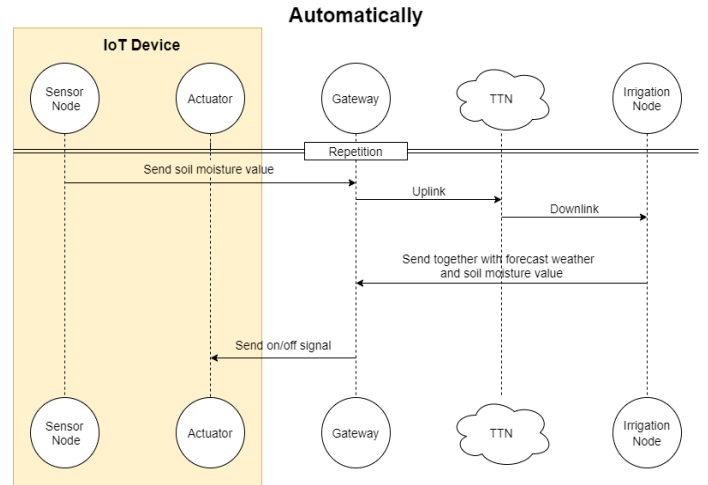 Automatically
IoT Device
Sensor
Node
Actuator
Gateway
TTN
Irrigation
Node
Repetition
Send soil moisture value
Uplink
Downlink
Send together with forecast weather
and soil moisture value
Send on/off signal
Sensor
Node
Actuator
Gateway
TTN
Irrigation
Node